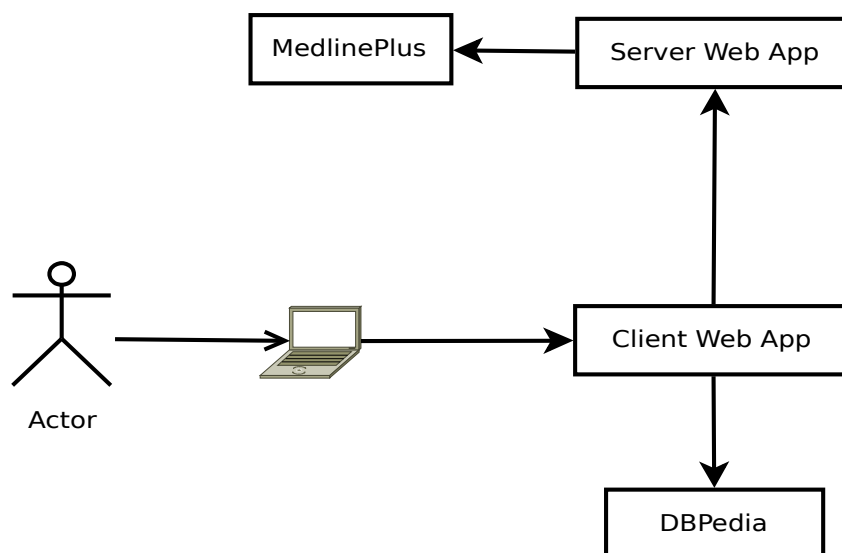 MedlinePlus
Server Web App
Client Web App
Actor
DBPedia